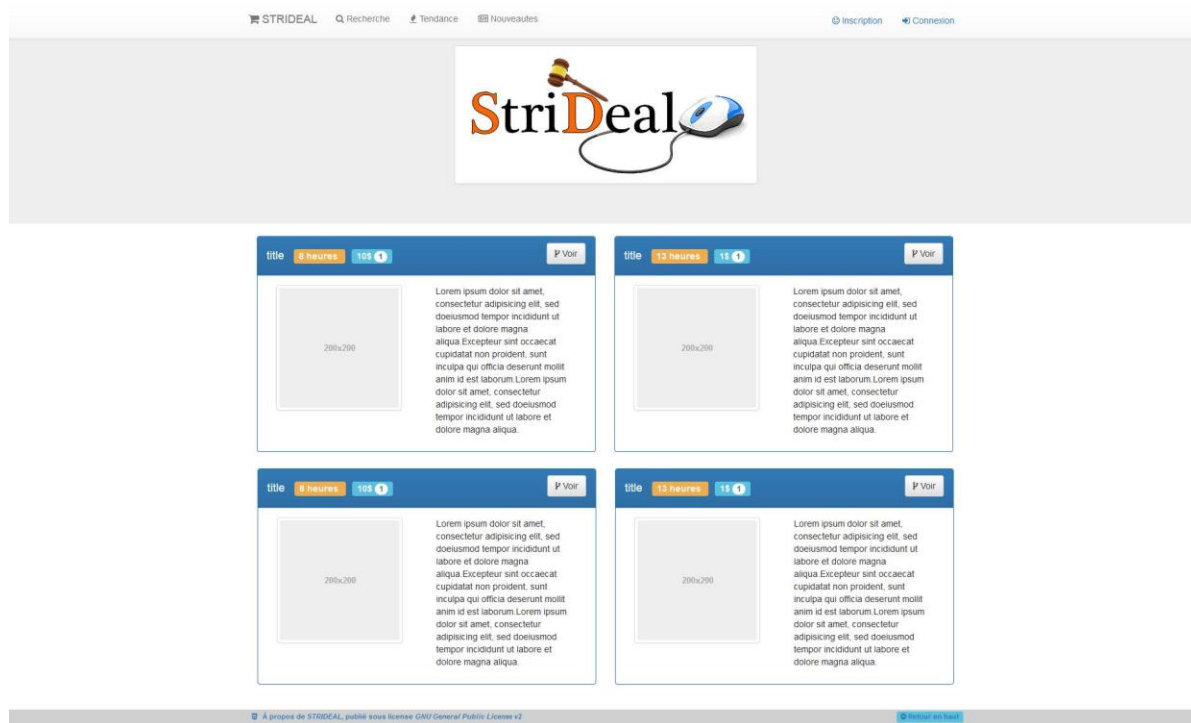 STRIDEAL Recherche Tendance Nouveautes Inscription Connexion
StriDeal
title 6 heures 10$ 1 Voir
200x200
Lorem ipsum dolor sit amet,
consectetur adipisicing elit, sed
doeiusmod tempor incididunt ut
labore et dolore magna
aliqua.Excepteur sint occaecat
cupidatat non proident, sunt
inculpa qui officia deserunt mollit
anim id est laborum.Lorem ipsum
dolor sit amet, consectetur
adipisicing elit, sed doeiusmod
tempor incididunt ut labore et
dolore magna aliqua.
title 13 heures 1$ 1 Voir
200x200
Lorem ipsum dolor sit amet,
consectetur adipisicing elit, sed
doeiusmod tempor incididunt ut
labore et dolore magna
aliqua.Excepteur sint occaecat
cupidatat non proident, sunt
inculpa qui officia deserunt mollit
anim id est laborum.Lorem ipsum
dolor sit amet, consectetur
adipisicing elit, sed doeiusmod
tempor incididunt ut labore et
dolore magna aliqua.
title 6 heures 10$ 1 Voir
200x200
Lorem ipsum dolor sit amet,
consectetur adipisicing elit, sed
doeiusmod tempor incididunt ut
labore et dolore magna
aliqua.Excepteur sint occaecat
cupidatat non proident, sunt
inculpa qui officia deserunt mollit
anim id est laborum.Lorem ipsum
dolor sit amet, consectetur
adipisicing elit, sed doeiusmod
tempor incididunt ut labore et
dolore magna aliqua.
title 13 heures 1$ 1 Voir
200x200
Lorem ipsum dolor sit amet,
consectetur adipisicing elit, sed
doeiusmod tempor incididunt ut
labore et dolore magna
aliqua.Excepteur sint occaecat
cupidatat non proident, sunt
inculpa qui officia deserunt mollit
anim id est laborum.Lorem ipsum
dolor sit amet, consectetur
adipisicing elit, sed doeiusmod
tempor incididunt ut labore et
dolore magna aliqua.
À propos de STRIDEAL, publié sous license GNU General Public License v2 Retour en haut